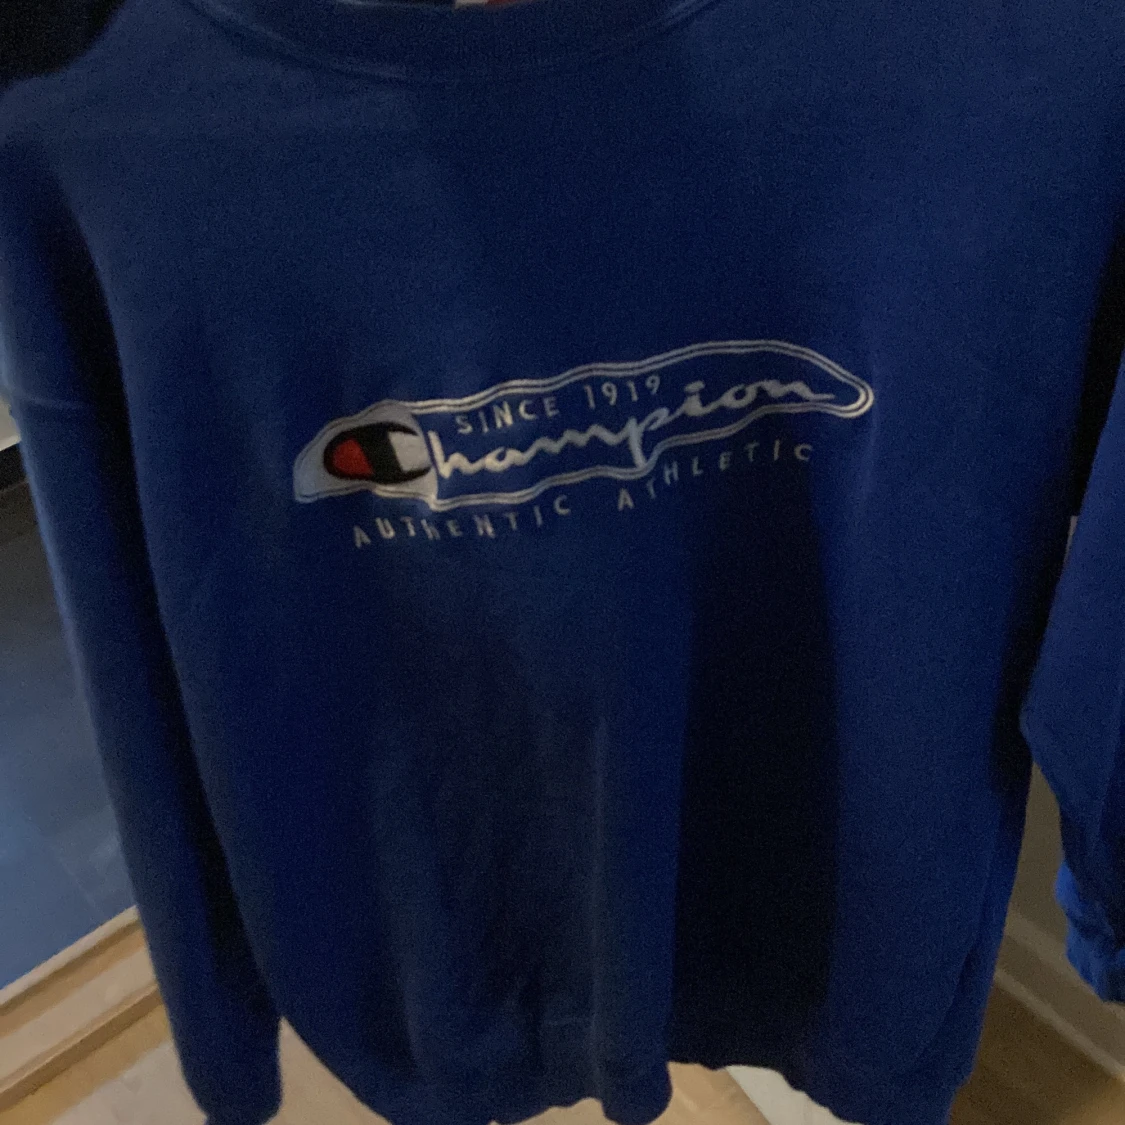 SINCE 1919
Champion
AUTHENTIC ATHLETIC